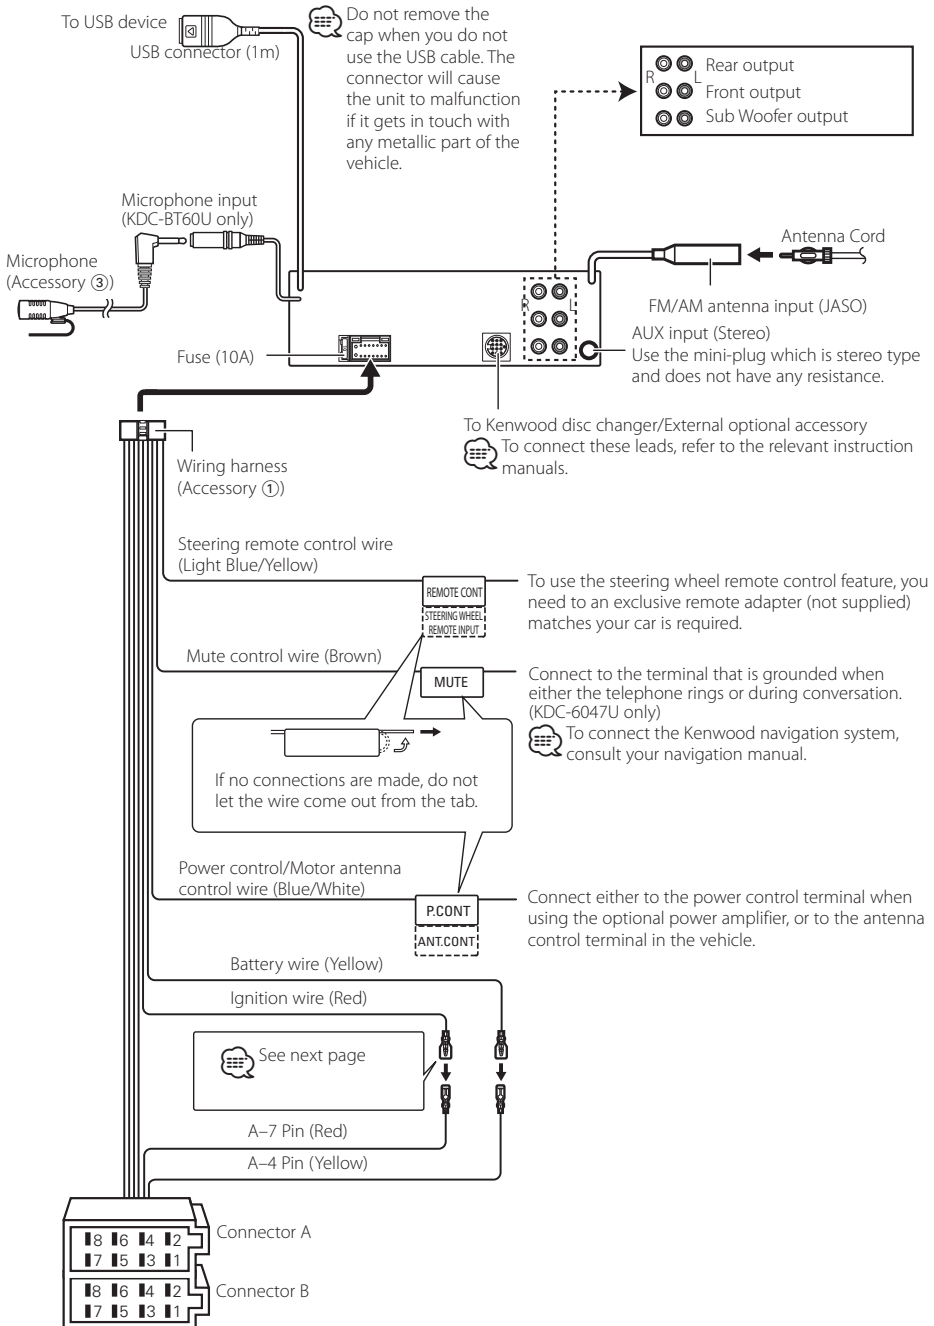 To USB device
USB connector (1m)
Do not remove the
cap when you do not
use the USB cable. The
connector will cause
the unit to malfunction
if it gets in touch with
any metallic part of the
vehicle.
R L
Rear output
Front output
Sub Woofer output
Microphone input
(KDC-BT60U only)
Microphone
(Accessory ③)
Antenna Cord
FM/AM antenna input (JASO)
R L
AUX input (Stereo)
Use the mini-plug which is stereo type
and does not have any resistance.
Fuse (10A)
To Kenwood disc changer/External optional accessory
To connect these leads, refer to the relevant instruction
manuals.
Wiring harness
(Accessory ①)
Steering remote control wire
(Light Blue/Yellow)
REMOTE CONT
STEERING WHEEL
REMOTE INPUT
To use the steering wheel remote control feature, you
need to an exclusive remote adapter (not supplied)
matches your car is required.
Mute control wire (Brown)
MUTE
Connect to the terminal that is grounded when
either the telephone rings or during conversation.
(KDC-6047U only)
To connect the Kenwood navigation system,
consult your navigation manual.
If no connections are made, do not
let the wire come out from the tab.
Power control/Motor antenna
control wire (Blue/White)
P.CONT
ANT.CONT
Connect either to the power control terminal when
using the optional power amplifier, or to the antenna
control terminal in the vehicle.
Battery wire (Yellow)
Ignition wire (Red)
See next page
A–7 Pin (Red)
A–4 Pin (Yellow)
Connector A
8 6 4 2
7 5 3 1
Connector B
8 6 4 2
7 5 3 1